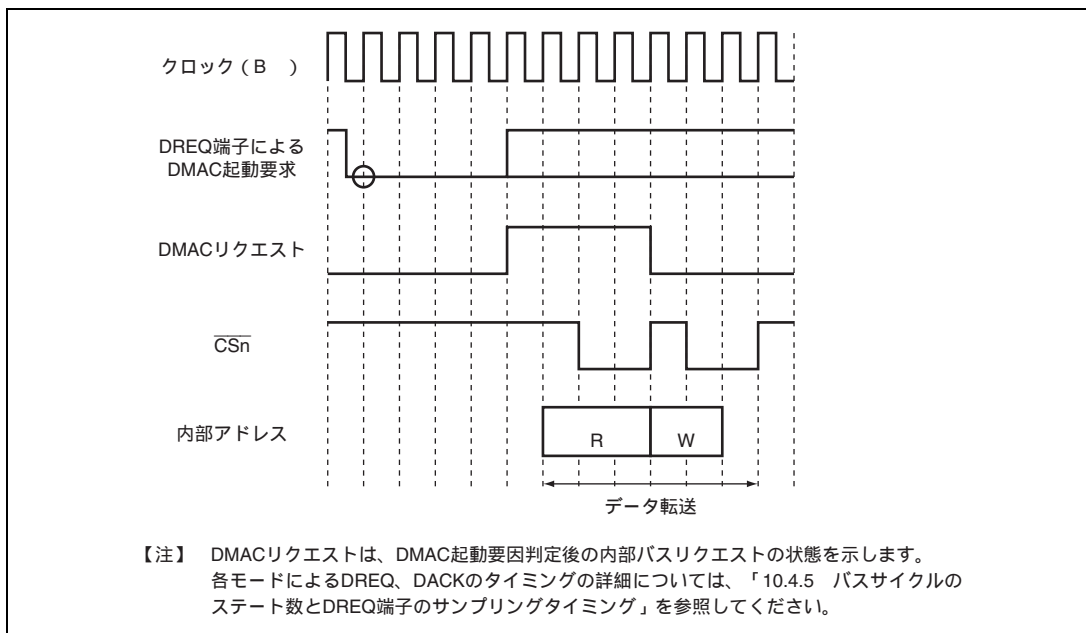 クロック（B　）
DREQ端子による
DMAC起動要求
DMACリクエスト
CSn
内部アドレス
R
W
データ転送
【注】 DMACリクエストは、DMAC起動要因判定後の内部バスリクエストの状態を示します。
各モードによるDREQ、DACKのタイミングの詳細については、「10.4.5　バスサイクルの
ステート数とDREQ端子のサンプリングタイミング」を参照してください。